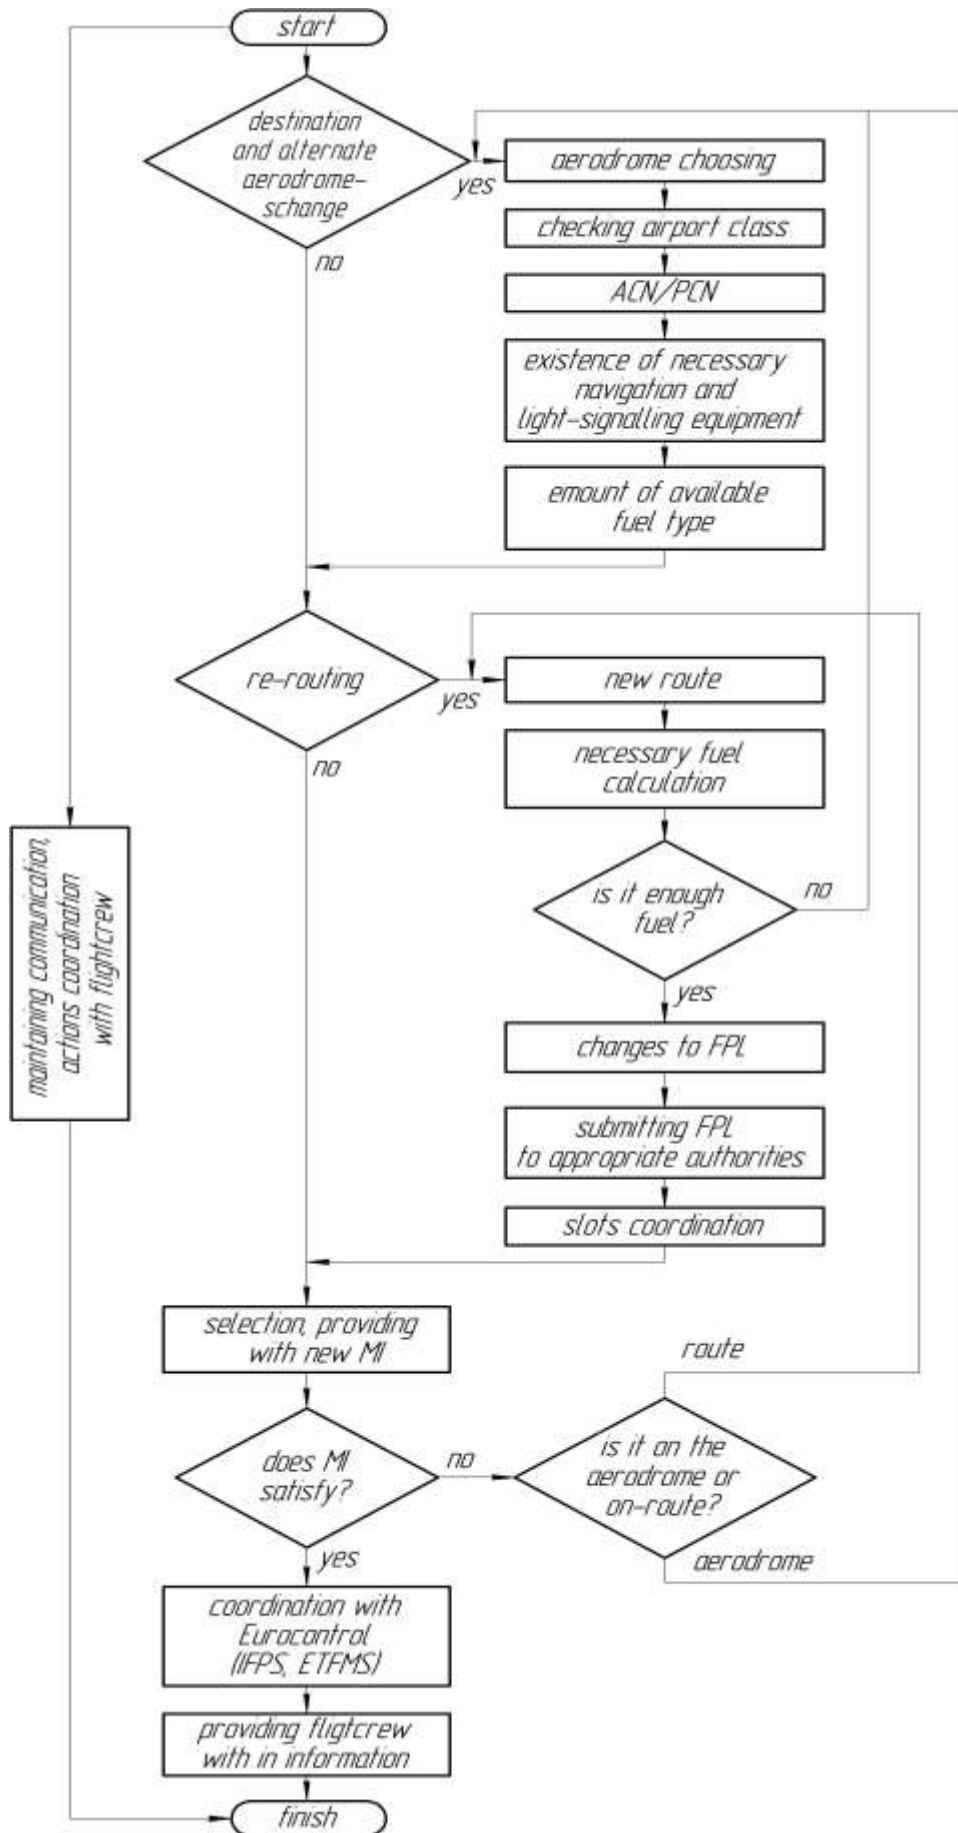 start
destination
and alternate
aerodrome-
schange
yes
no
aerodrome choosing
checking airport class
ACN/PCN
existence of necessary
navigation and
light-signalling equipment
emount of available
fuel type
re-routing
yes
no
new route
necessary fuel
calculation
is it enough
fuel?
no
yes
changes to FPL
submitting FPL
to appropriate authorities
slots coordination
maintaining communication,
actions coordination
with flightcrew
selection, providing
with new MI
does MI
satisfy?
no
yes
is it on the
aerodrome or
on-route?
route
aerodrome
coordination with
Eurocontrol
(IFPS, ETFMS)
providing fligtcrew
with in information
finish